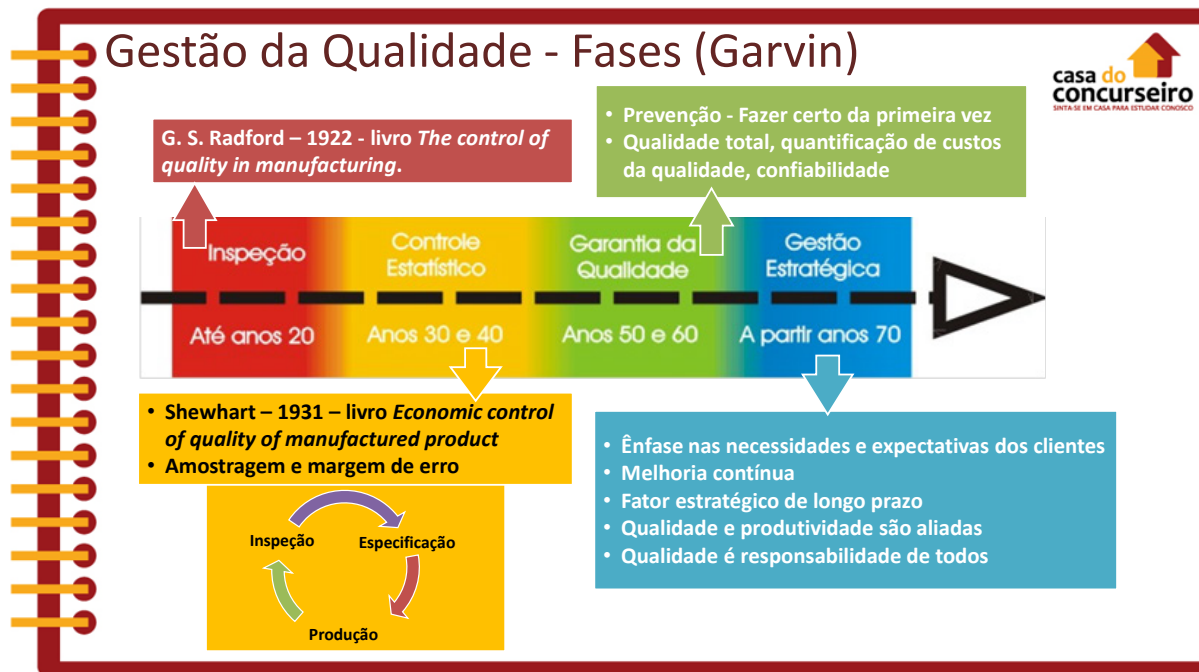 Gestão da Qualidade - Fases (Garvin)
casa do
concurseiro
SINTA-SE EM CASA PARA ESTUDAR CONOSCO
G. S. Radford – 1922 - livro The control of
quality in manufacturing.
• Prevenção - Fazer certo da primeira vez
• Qualidade total, quantificação de custos
da qualidade, confiabilidade
Inspeção
Controle
Estatístico
Garantia da
Qualidade
Gestão
Estratégica
Até anos 20
Anos 30 e 40
Anos 50 e 60
A partir anos 70
• Shewhart – 1931 – livro Economic control
of quality of manufactured product
• Amostragem e margem de erro
Inspeção
Especificação
Produção
• Ênfase nas necessidades e expectativas dos clientes
• Melhoria contínua
• Fator estratégico de longo prazo
• Qualidade e produtividade são aliadas
• Qualidade é responsabilidade de todos